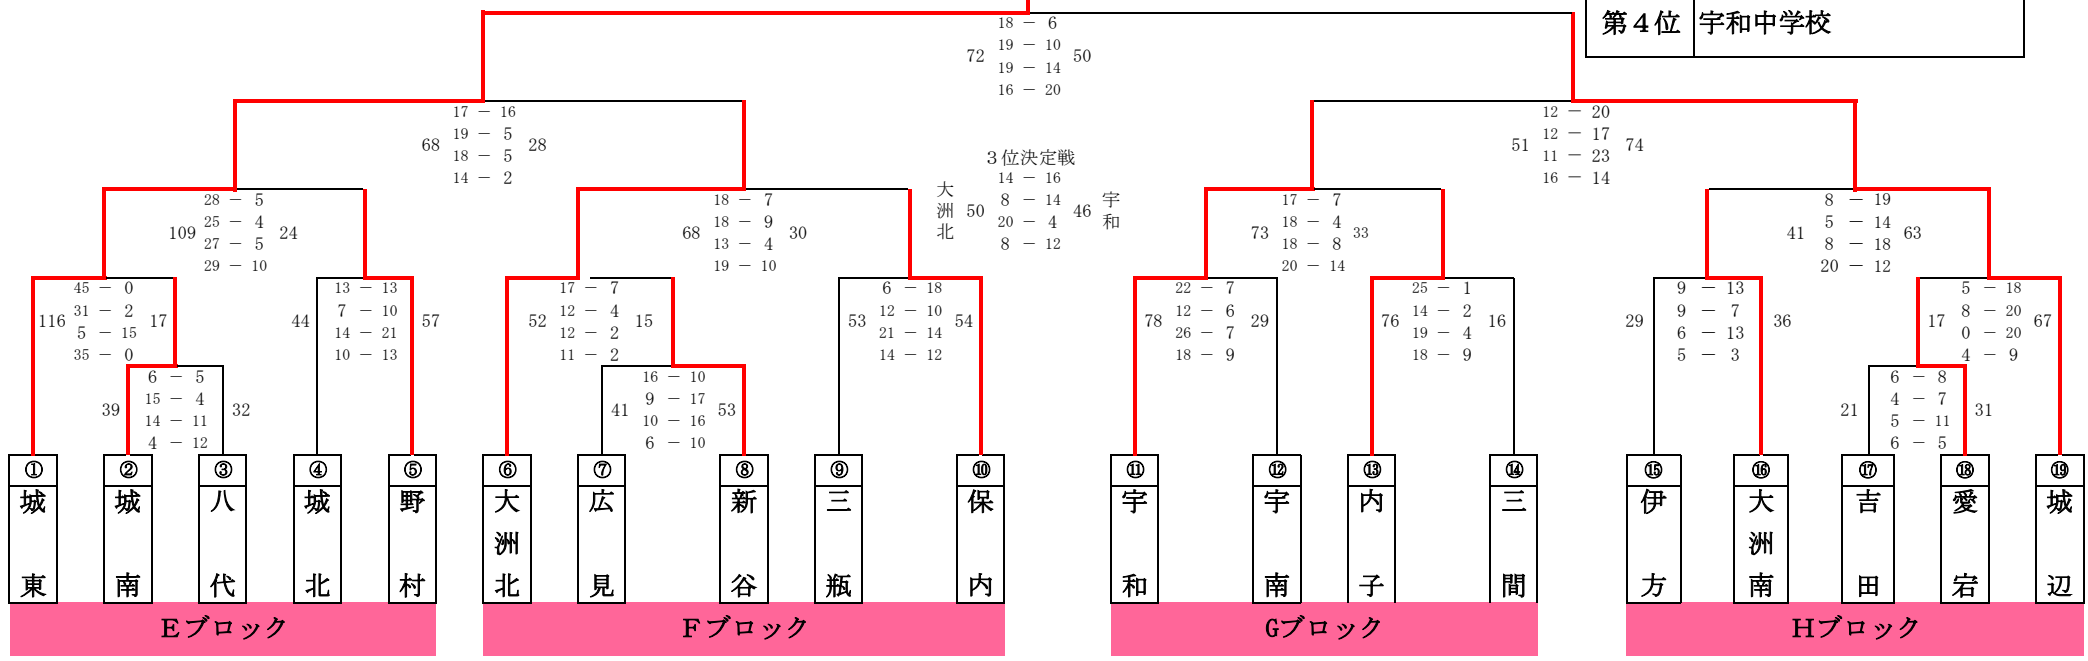 第４位 宇和中学校
18 － 6
19 － 10
72 50
19 － 14
16 － 20
17 － 16
19 － 5
68 28
18 － 5
14 － 2
12 － 20
12 － 17
51 74
11 － 23
16 － 14
３位決定戦
14 － 16
8 － 14
大洲北 50 46 宇和
20 － 4
8 － 12
28 － 5
25 － 4
109 24
27 － 5
29 － 10
18 － 7
18 － 9
68 30
13 － 4
19 － 10
17 － 7
18 － 4
73 33
18 － 8
20 － 14
8 － 19
5 － 14
41 63
8 － 18
20 － 12
45 － 0
31 － 2
116 17
5 － 15
35 － 0
13 － 13
7 － 10
44 57
14 － 21
10 － 13
17 － 7
12 － 4
52 15
12 － 2
11 － 2
6 － 18
12 － 10
53 54
21 － 14
14 － 12
22 － 7
12 － 6
78 29
26 － 7
18 － 9
25 － 1
14 － 2
76 16
19 － 4
18 － 9
9 － 13
9 － 7
29 36
6 － 13
5 － 3
5 － 18
8 － 20
17 67
0 － 20
4 － 9
6 － 5
15 － 4
39 32
14 － 11
4 － 12
16 － 10
9 － 17
41 53
10 － 16
6 － 10
6 － 8
4 － 7
21 31
5 － 11
6 － 5
① ② ③ ④ ⑤ ⑥ ⑦ ⑧ ⑨ ⑩ ⑪ ⑫ ⑬ ⑭ ⑮ ⑯ ⑰ ⑱ ⑲
城東
城南
八代
城北
野村
大洲北
広見
新谷
三瓶
保内
宇和
宇南
内子
三間
伊方
大洲南
吉田
愛宕
城辺
Ｅブロック Ｆブロック Gブロック Ｈブロック